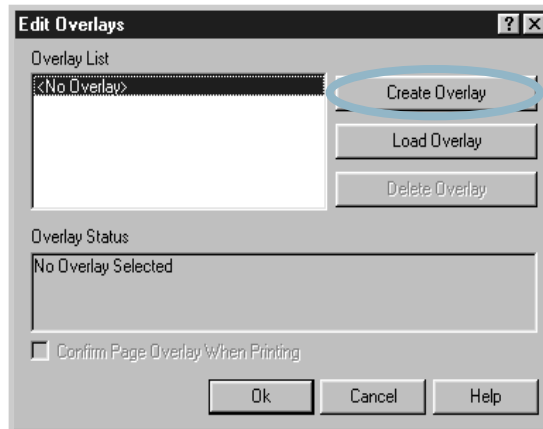 Edit Overlays
Overlay List
<No Overlay>
Create Overlay
Load Overlay
Delete Overlay
Overlay Status
No Overlay Selected
Confirm Page Overlay When Printing
Ok
Cancel
Help